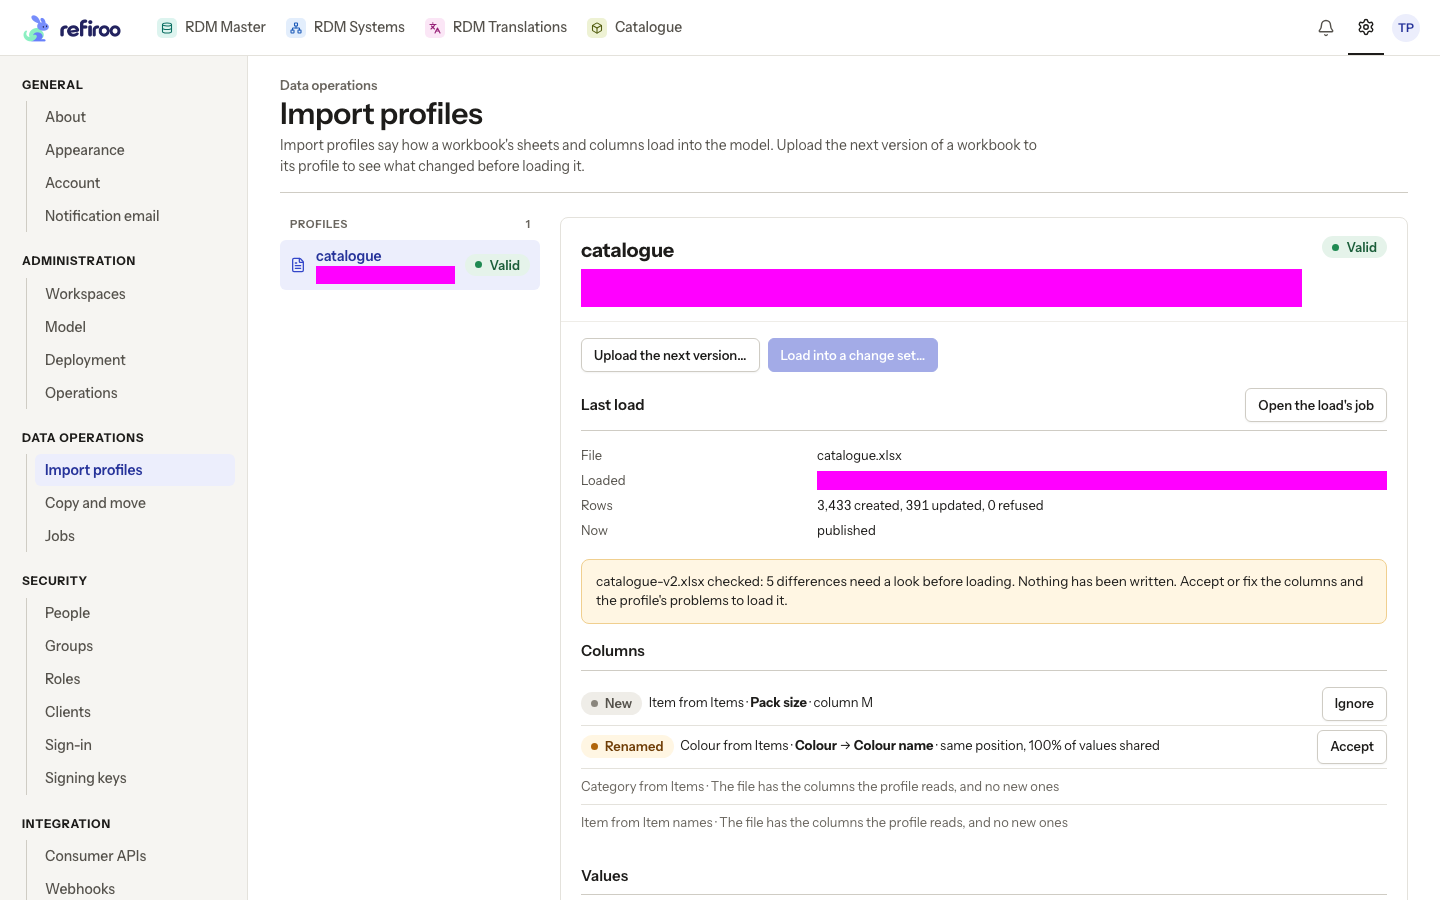 refiroo
RDM Master
RDM Systems
RDM Translations
Catalogue
TP
GENERAL
About
Appearance
Account
Notification email
ADMINISTRATION
Workspaces
Model
Deployment
Operations
DATA OPERATIONS
Import profiles
Copy and move
Jobs
SECURITY
People
Groups
Roles
Clients
Sign-in
Signing keys
INTEGRATION
Consumer APIs
Webhooks
Data operations
Import profiles
Import profiles say how a workbook's sheets and columns load into the model. Upload the next version of a workbook to
its profile to see what changed before loading it.
PROFILES 1
catalogue
Valid
catalogue
Valid
Upload the next version...
Load into a change set...
Last load
Open the load's job
File catalogue.xlsx
Loaded
Rows 3,433 created, 391 updated, 0 refused
Now published
catalogue-v2.xlsx checked: 5 differences need a look before loading. Nothing has been written. Accept or fix the columns and
the profile's problems to load it.
Columns
New Item from Items · Pack size · column M Ignore
Renamed Colour from Items · Colour → Colour name · same position, 100% of values shared Accept
Category from Items · The file has the columns the profile reads, and no new ones
Item from Item names · The file has the columns the profile reads, and no new ones
Values